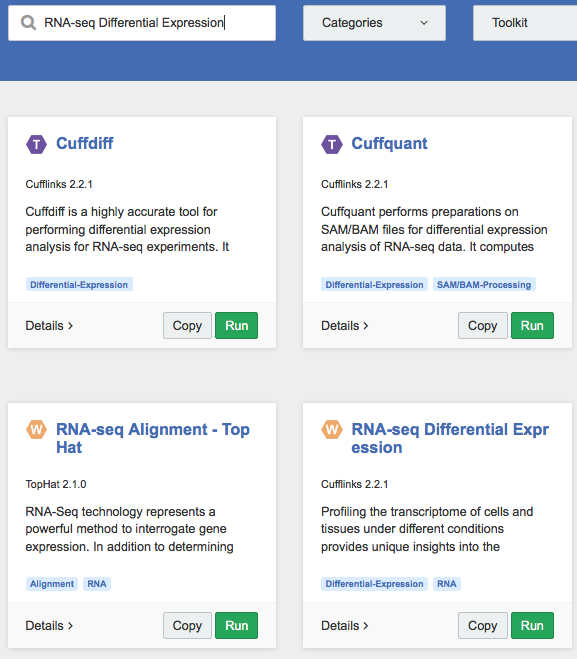 RNA-seq Differential Expression
Categories
Toolkit
T Cuffdiff
Cufflinks 2.2.1
Cuffdiff is a highly accurate tool for
performing differential expression
analysis for RNA-seq experiments. It
Differential-Expression
Details >
Copy
Run
T Cuffquant
Cufflinks 2.2.1
Cuffquant performs preparations on
SAM/BAM files for differential expression
analysis of RNA-seq data. It computes
Differential-Expression SAM/BAM-Processing
Details >
Copy
Run
W RNA-seq Alignment - Top
Hat
TopHat 2.1.0
RNA-Seq technology represents a
powerful method to interrogate gene
expression. In addition to determining
Alignment RNA
Details >
Copy
Run
W RNA-seq Differential Expr
ession
Cufflinks 2.2.1
Profiling the transcriptome of cells and
tissues under different conditions
provides unique insights into the
Differential-Expression RNA
Details >
Copy
Run